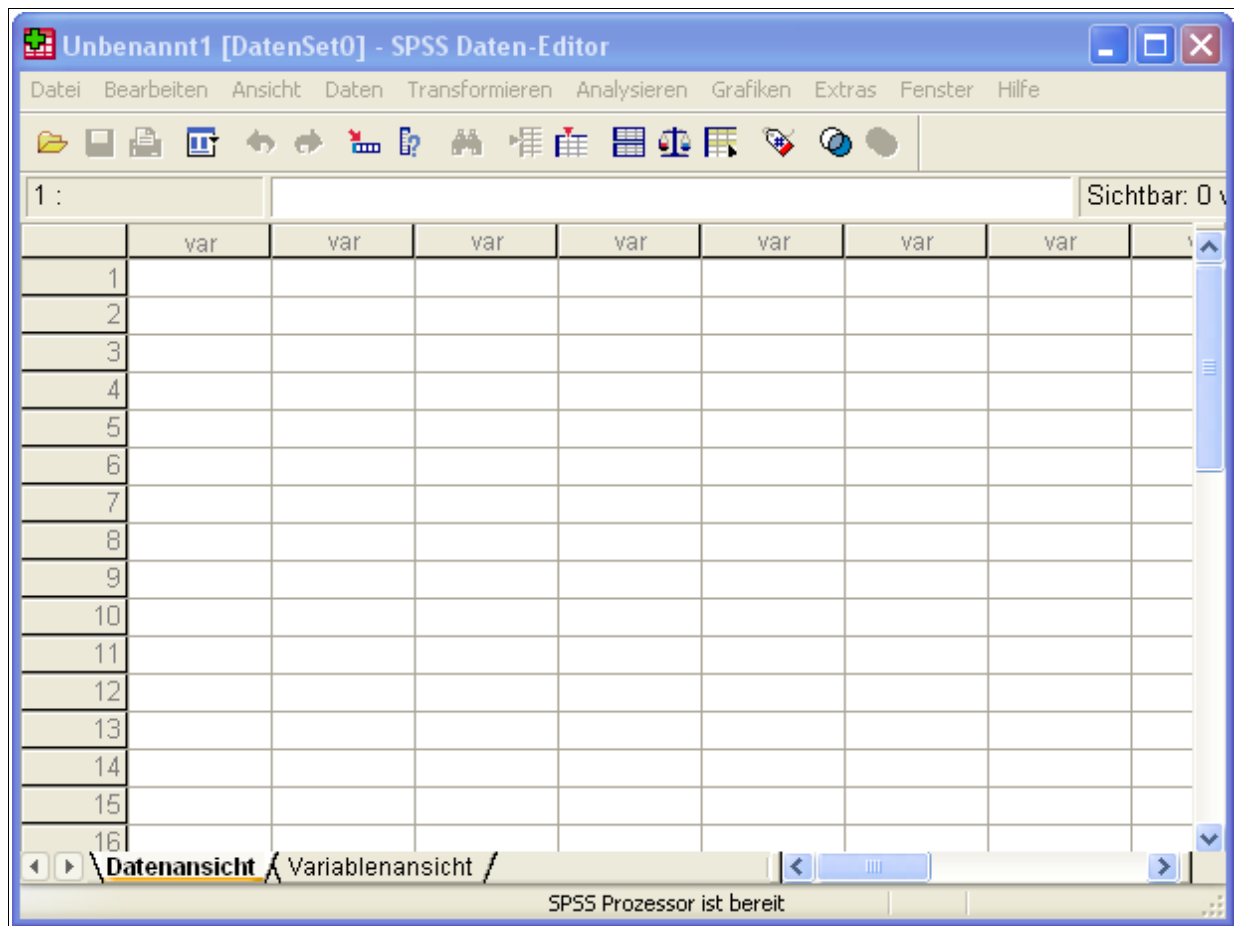 Unbenannt1 [DatenSet0] - SPSS Daten-Editor
Datei Bearbeiten Ansicht Daten Transformieren Analysieren Grafiken Extras Fenster Hilfe
1 : Sichtbar: 0 v
var var var var var var var
1
2
3
4
5
6
7
8
9
10
11
12
13
14
15
16
Datenansicht Variablenansicht
SPSS Prozessor ist bereit